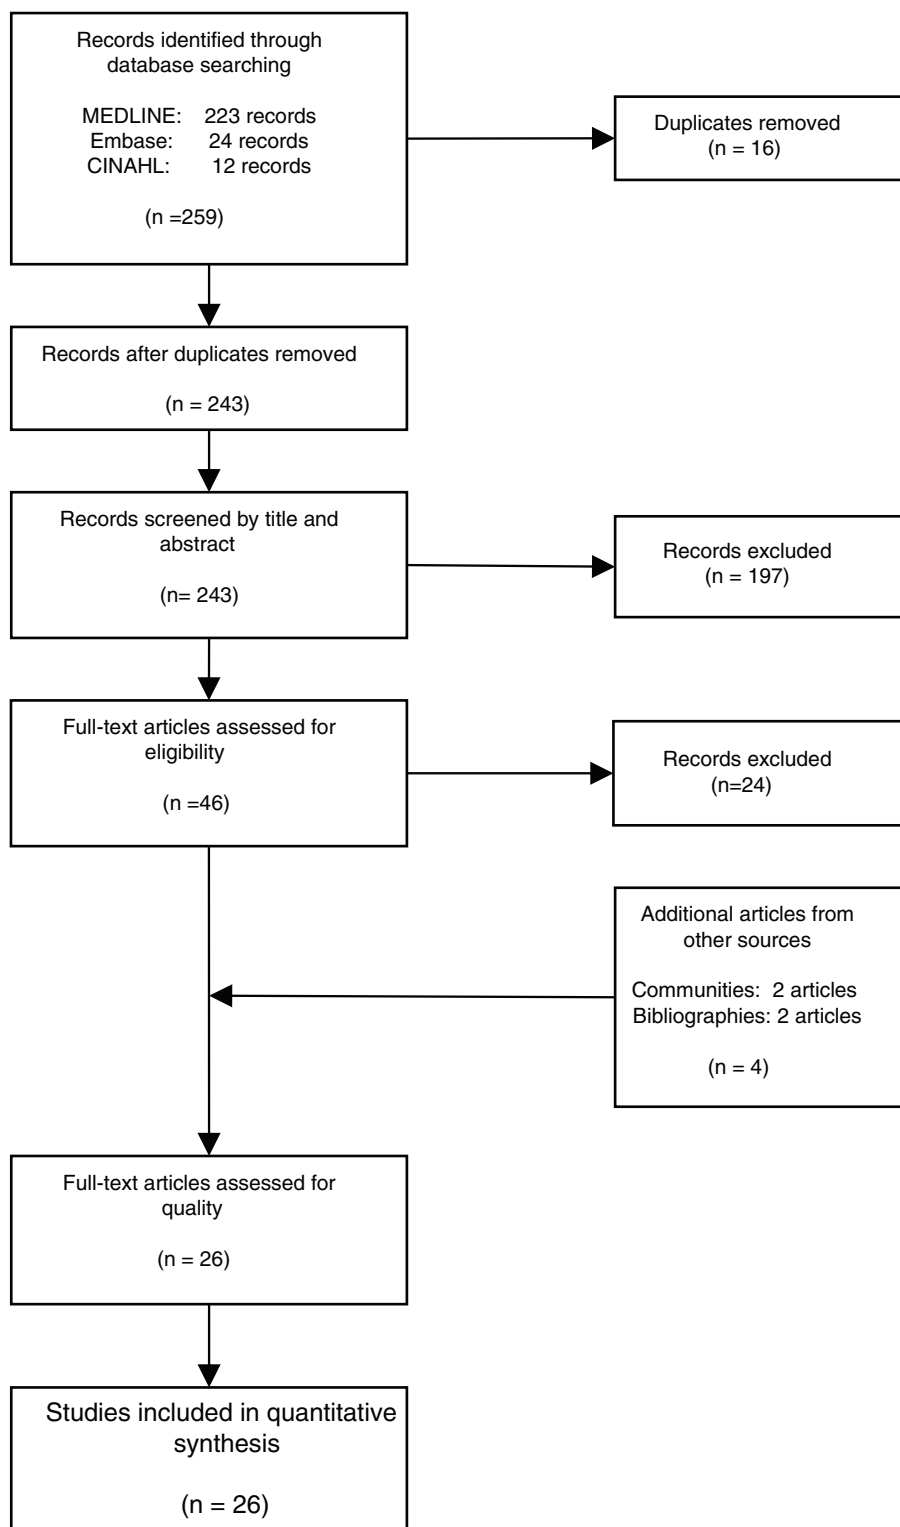 Records identified through
database searching
MEDLINE: 223 records
Embase: 24 records
CINAHL: 12 records
(n =259)
Duplicates removed
(n = 16)
Records after duplicates removed
(n = 243)
Records screened by title and
abstract
(n= 243)
Records excluded
(n = 197)
Full-text articles assessed for
eligibility
(n =46)
Records excluded
(n=24)
Additional articles from
other sources
Communities: 2 articles
Bibliographies: 2 articles
(n = 4)
Full-text articles assessed for
quality
(n = 26)
Studies included in quantitative
synthesis
(n = 26)